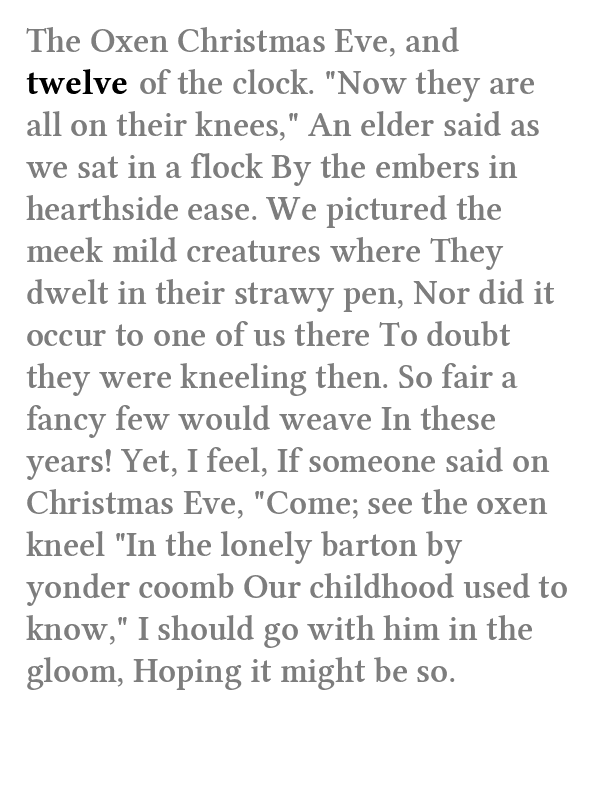 The Oxen Christmas Eve, and
twelve of the clock. "Now they are
all on their knees," An elder said as
we sat in a flock By the embers in
hearthside ease. We pictured the
meek mild creatures where They
dwelt in their strawy pen, Nor did it
occur to one of us there To doubt
they were kneeling then. So fair a
fancy few would weave In these
years! Yet, I feel, If someone said on
Christmas Eve, "Come; see the oxen
kneel "In the lonely barton by
yonder coomb Our childhood used to
know," I should go with him in the
gloom, Hoping it might be so.